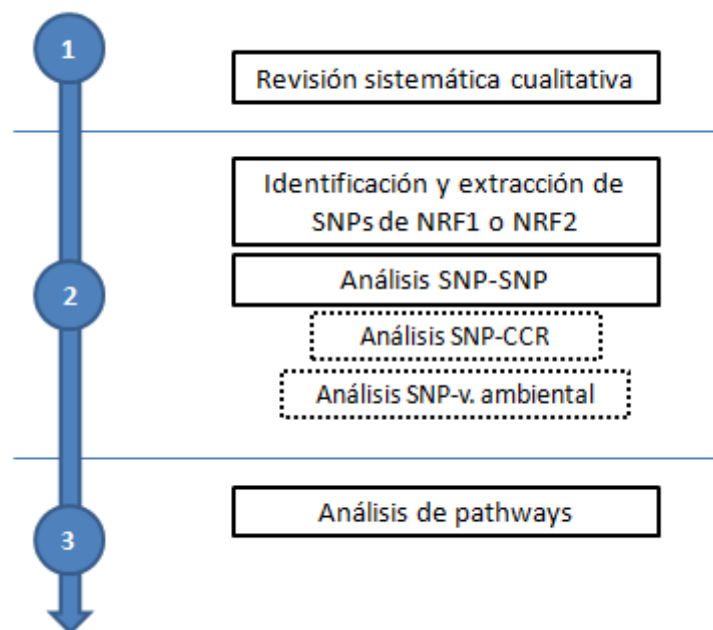 1
Revisión sistemática cualitativa
Identificación y extracción de
SNPs de NRF1 o NRF2
2
Análisis SNP-SNP
Análisis SNP-CCR
Análisis SNP-v. ambiental
3
Análisis de pathways